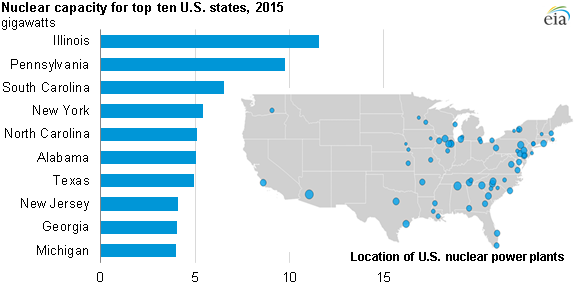 Nuclear capacity for top ten U.S. states, 2015
gigawatts
eia
Illinois
Pennsylvania
South Carolina
New York
North Carolina
Alabama
Texas
New Jersey
Georgia
Michigan
Location of U.S. nuclear power plants
0 5 10 15